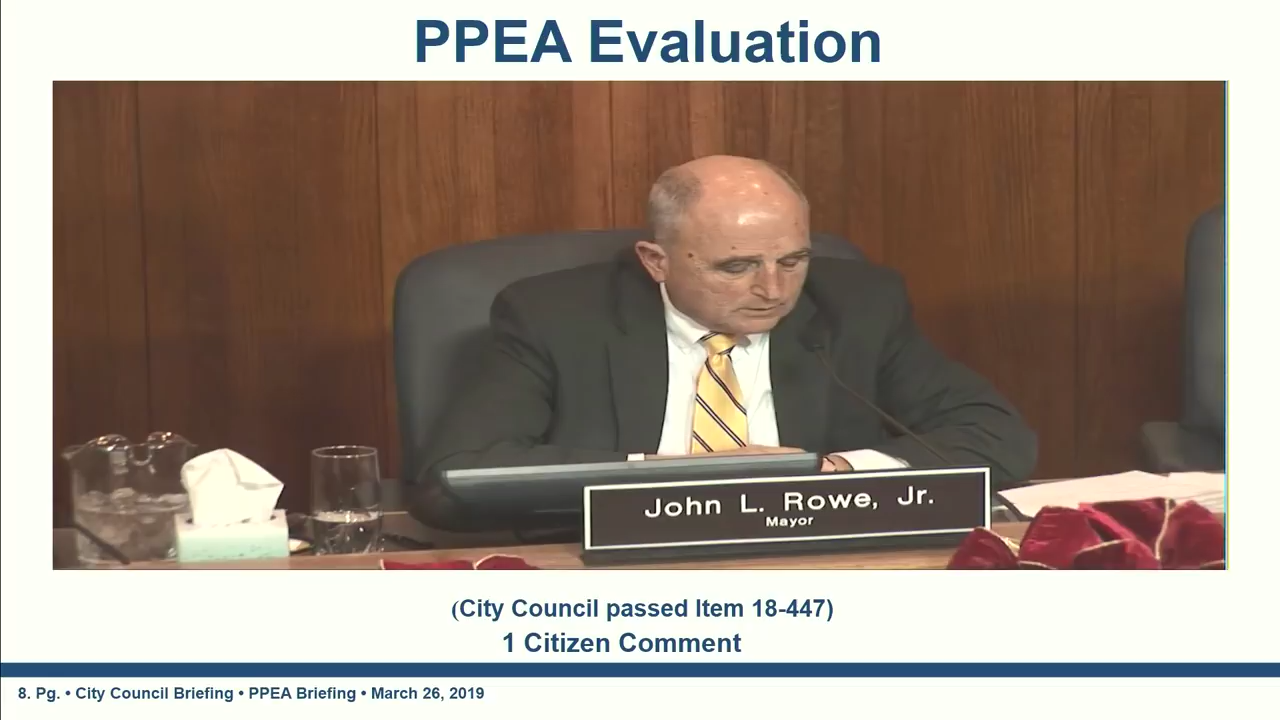 PPEA Evaluation
John L. Rowe, Jr.
Mayor
(City Council passed Item 18-447)
1 Citizen Comment
8. Pg. • City Council Briefing • PPEA Briefing • March 26, 2019